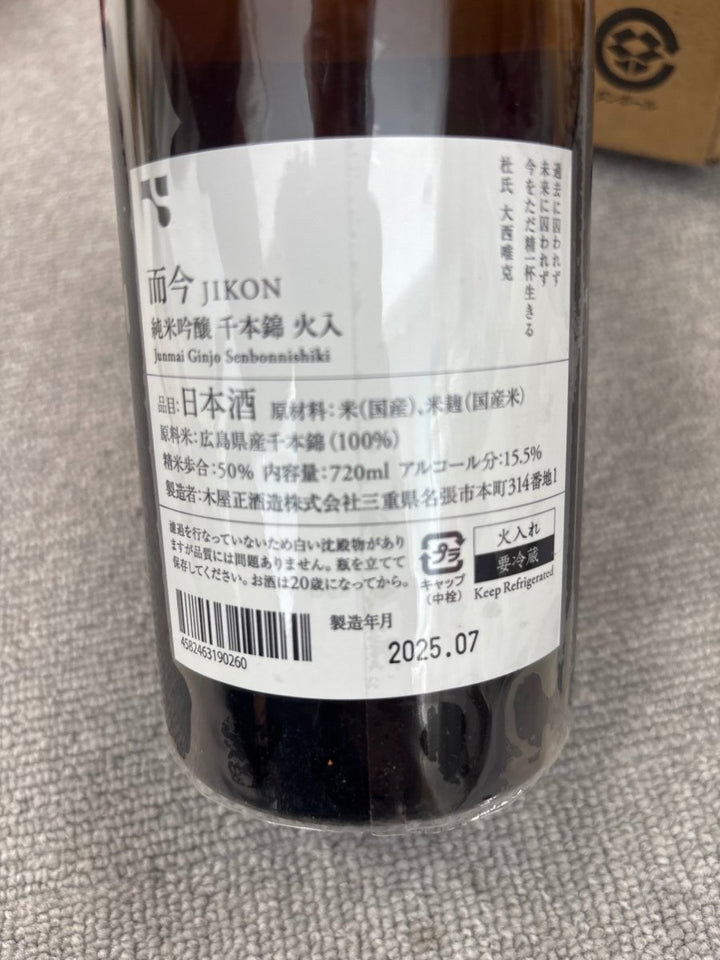 過去に囚われず
未来に囚われず
今をただ精一杯生きる
杜氏 大西唯克
而今 JIKON
純米吟醸 千本錦 火入
Junmai Ginjo Senbonnishiki
品目:日本酒 原材料:米(国産)、米麹(国産米)
原料米:広島県産千本錦(100%)
精米歩合:50% 内容量:720ml アルコール分:15.5%
製造者:木屋正酒造株式会社三重県名張市本町314番地1
濾過を行なっていないため白い沈殿物があり
ますが品質には問題ありません。瓶を立てて
保存してください。お酒は20歳になってから。
プラ
キャップ
(中栓)
火入れ
要冷蔵
Keep Refrigerated
4582463190260
製造年月
2025.07
ダンボール